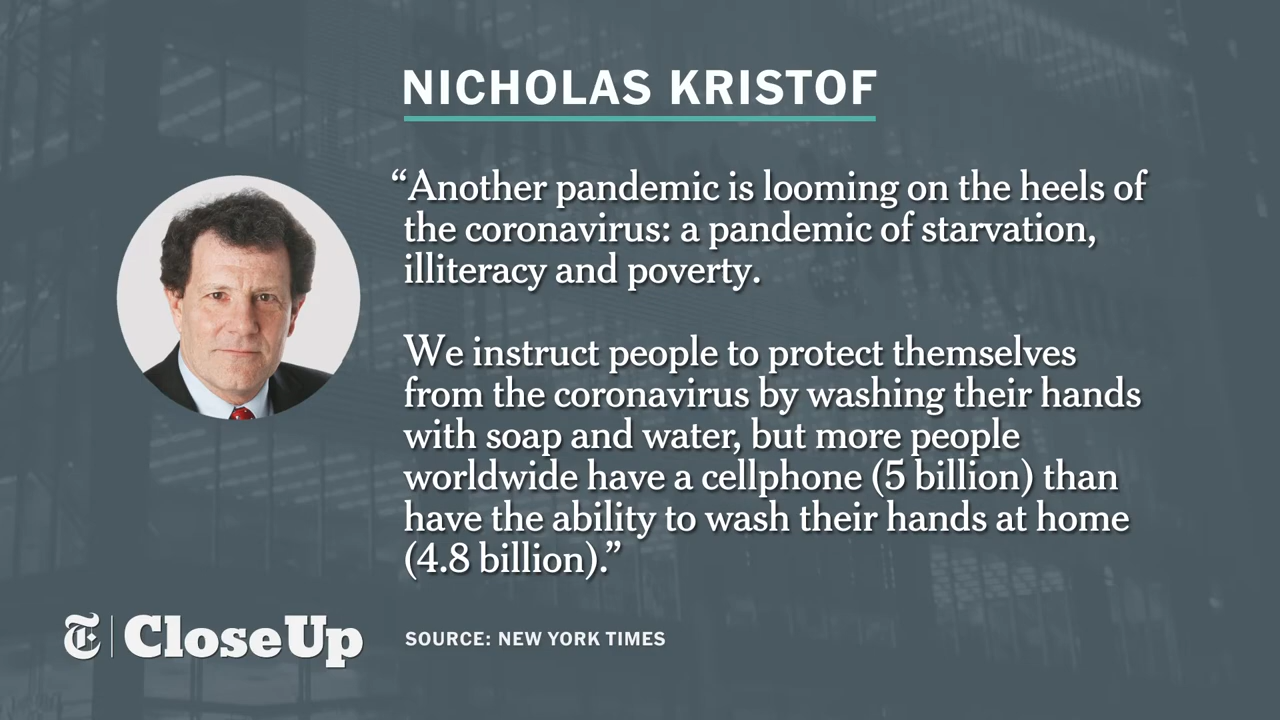 NICHOLAS KRISTOF
“Another pandemic is looming on the heels of
the coronavirus: a pandemic of starvation,
illiteracy and poverty.
We instruct people to protect themselves
from the coronavirus by washing their hands
with soap and water, but more people
worldwide have a cellphone (5 billion) than
have the ability to wash their hands at home
(4.8 billion).”
T | CloseUp
SOURCE: NEW YORK TIMES